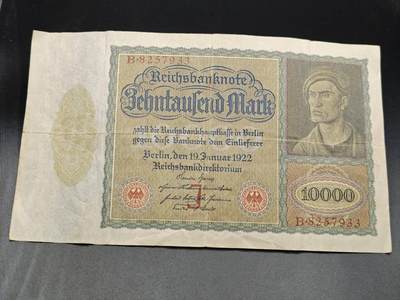 B·8257933
Reichsbanknote
Zehntausend Mark
zahlt die Reichsbankhauptkasse in Berlin
gegen diese Banknote dem Einlieferer
Berlin, den 19. Januar 1922
Reichsbankdirektorium
J
10000
B·8257933